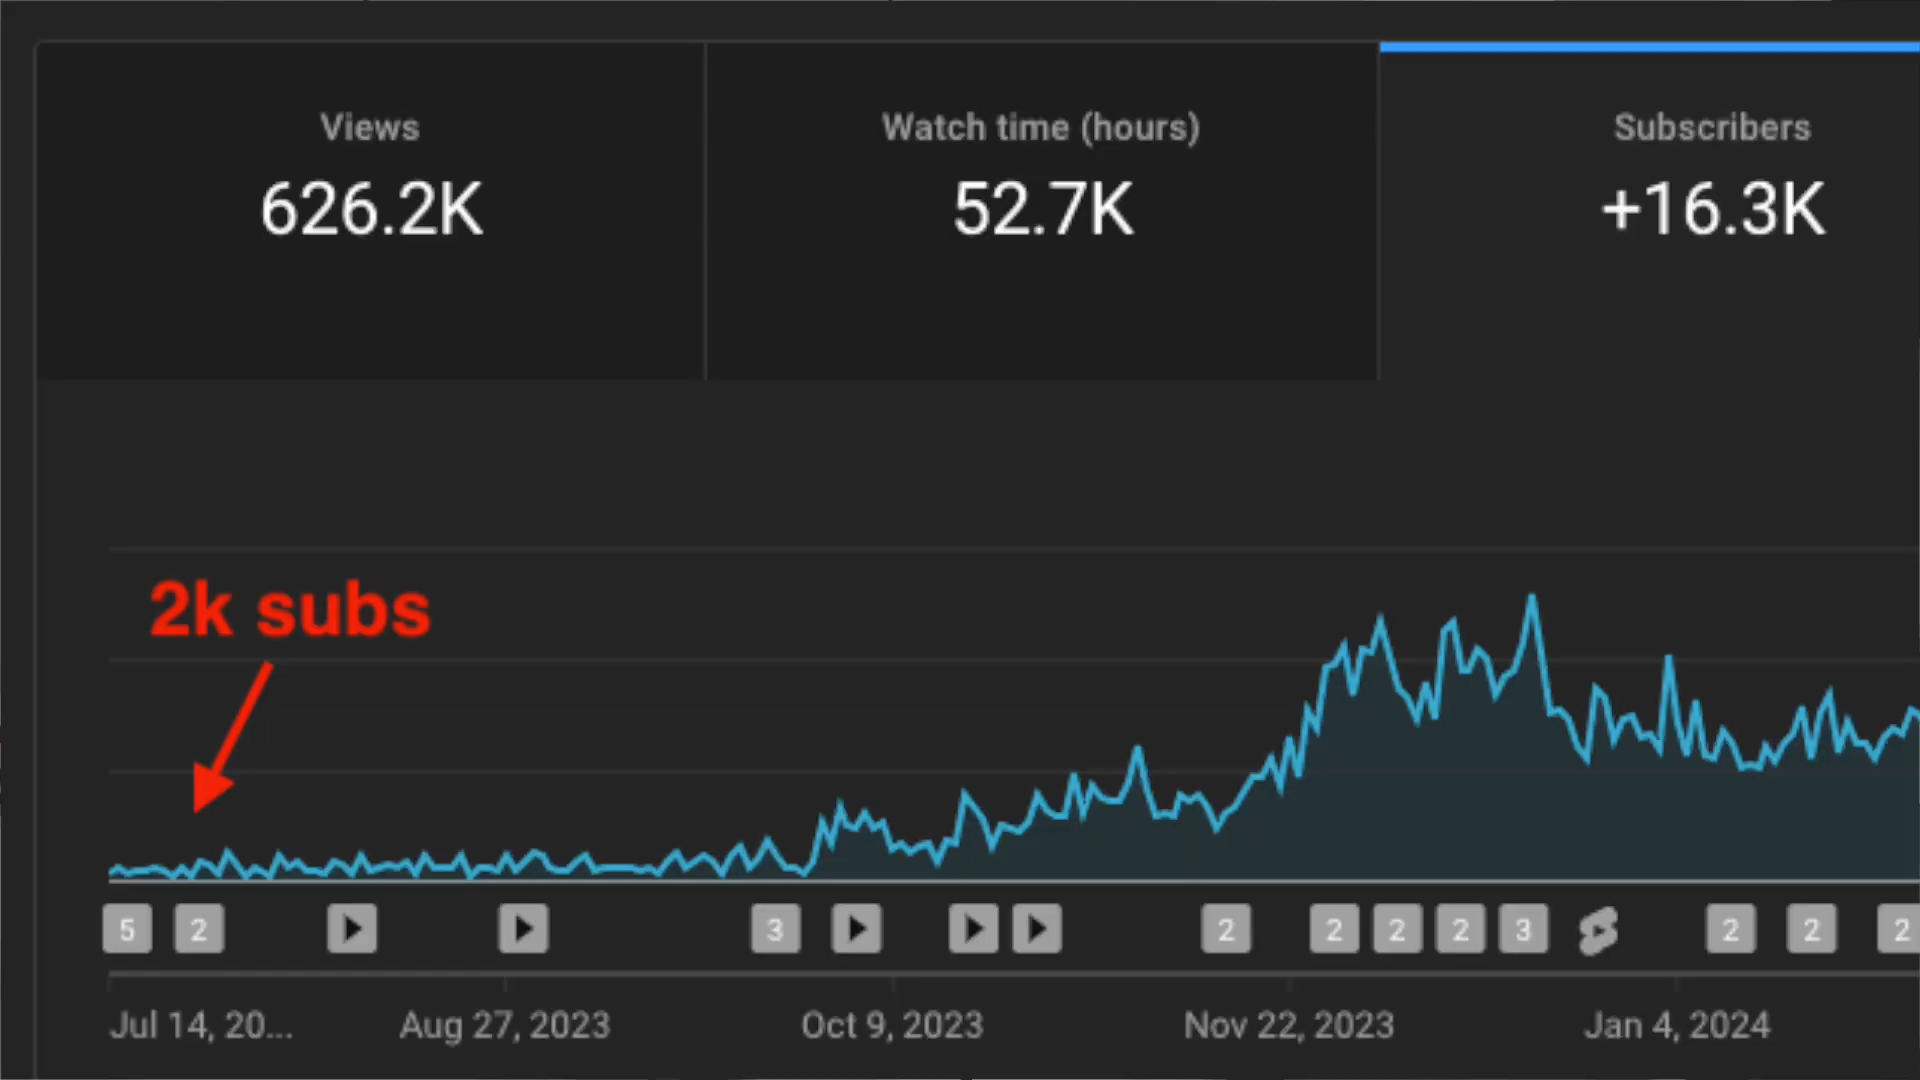 Views
626.2K
Watch time (hours)
52.7K
Subscribers
+16.3K
2k subs
5 2 3 2 2 2 2 3 2 2 2
Jul 14, 20... Aug 27, 2023 Oct 9, 2023 Nov 22, 2023 Jan 4, 2024